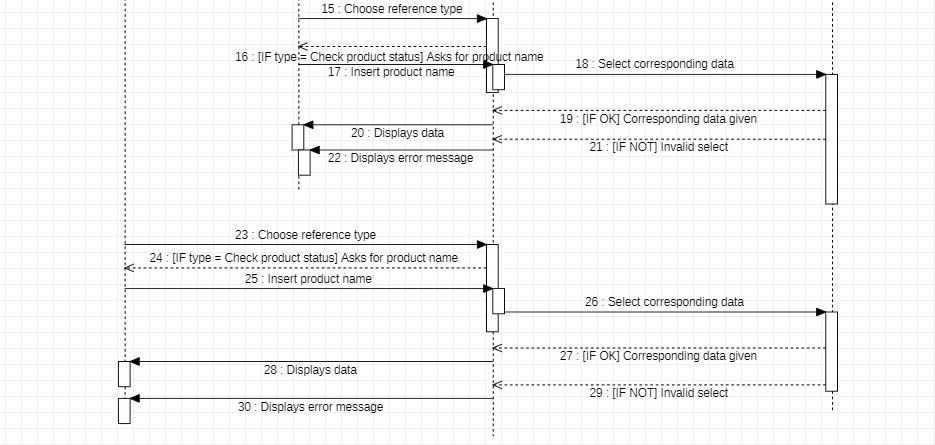 15 : Choose reference type
16 : [IF type = Check product status] Asks for product name
18 : Select corresponding data
17 : Insert product name
19 : [IF OK] Corresponding data given
20 : Displays data
21 : [IF NOT] Invalid select
22 : Displays error message
23 : Choose reference type
24 : [IF type = Check product status] Asks for product name
25 : Insert product name
26 : Select corresponding data
27 : [IF OK] Corresponding data given
28 : Displays data
29 : [IF NOT] Invalid select
30 : Displays error message